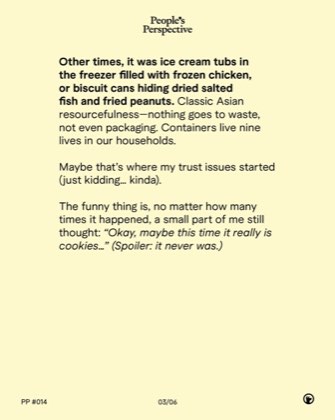 People's
Perspective
Other times, it was ice cream tubs in
the freezer filled with frozen chicken,
or biscuit cans hiding dried salted
fish and fried peanuts. Classic Asian
resourcefulness—nothing goes to waste,
not even packaging. Containers live nine
lives in our households.
Maybe that's where my trust issues started
(just kidding... kinda).
The funny thing is, no matter how many
times it happened, a small part of me still
thought: “Okay, maybe this time it really is
cookies...” (Spoiler: it never was.)
PP #014
03/06